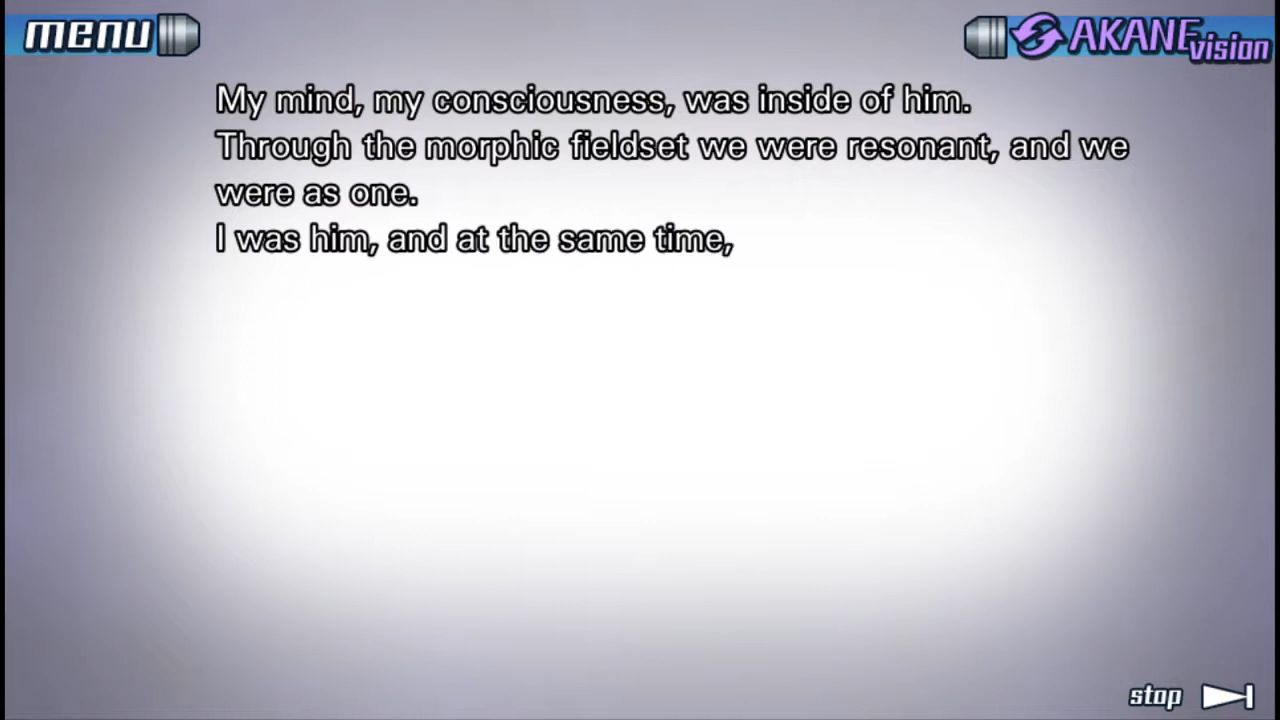 menu
AKANE vision
My mind, my consciousness, was inside of him.
Through the morphic fieldset we were resonant, and we
were as one.
I was him, and at the same time,
stop